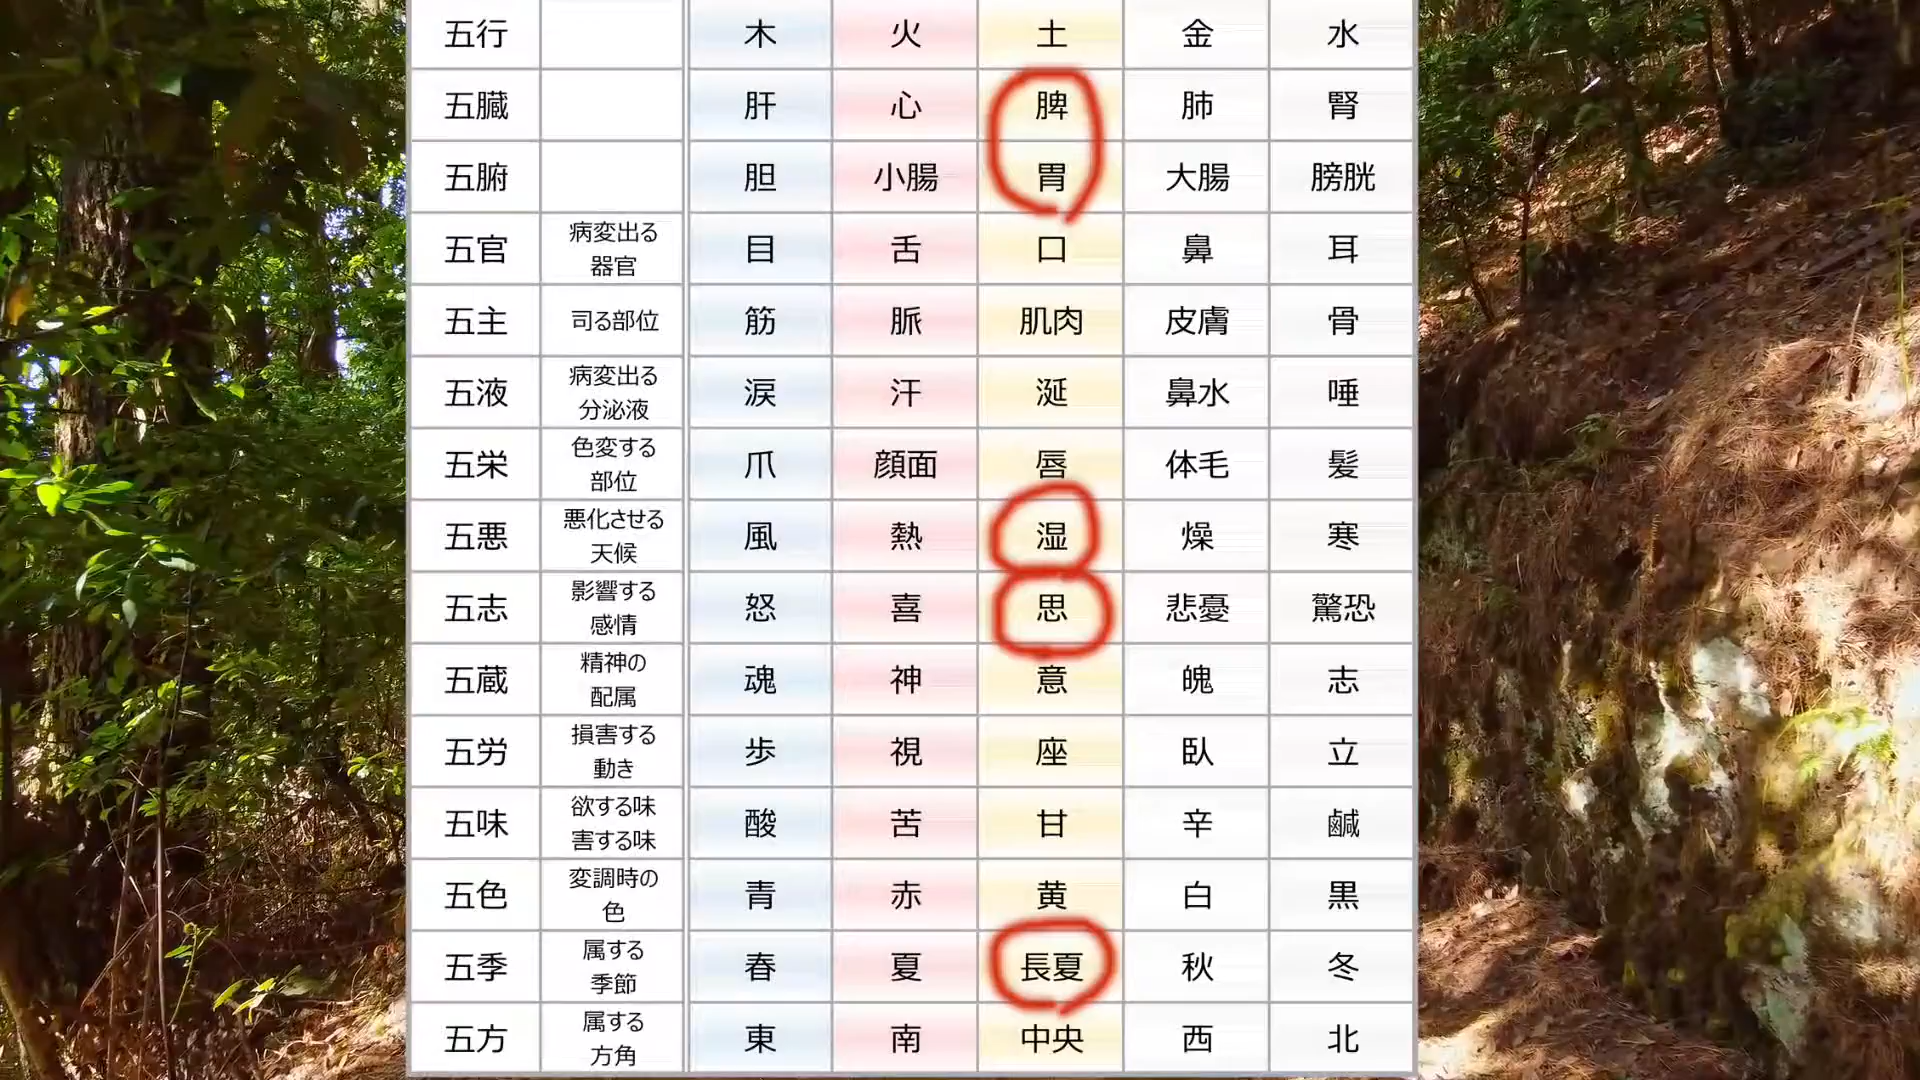 五行 木 火 土 金 水
五臓 肝 心 脾 肺 腎
五腑 胆 小腸 胃 大腸 膀胱
五官 病変出る 器官 目 舌 口 鼻 耳
五主 司る部位 筋 脈 肌肉 皮膚 骨
五液 病変出る 分泌液 涙 汗 涎 鼻水 唾
五栄 色変する 部位 爪 顔面 唇 体毛 髪
五悪 悪化させる 天候 風 熱 湿 燥 寒
五志 影響する 感情 怒 喜 思 悲憂 驚恐
五蔵 精神の 配属 魂 神 意 魄 志
五労 損害する 動き 歩 視 座 臥 立
五味 欲する味 害する味 酸 苦 甘 辛 鹹
五色 変調時の 色 青 赤 黄 白 黒
五季 属する 季節 春 夏 長夏 秋 冬
五方 属する 方角 東 南 中央 西 北